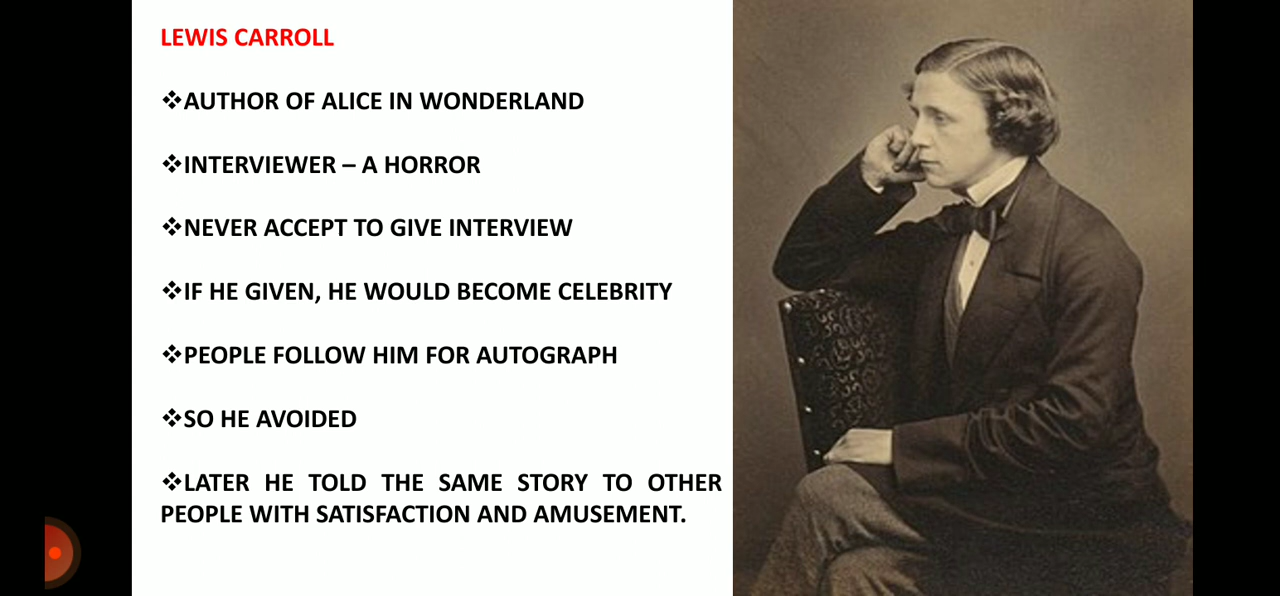 LEWIS CARROLL
❖AUTHOR OF ALICE IN WONDERLAND
❖INTERVIEWER – A HORROR
❖NEVER ACCEPT TO GIVE INTERVIEW
❖IF HE GIVEN, HE WOULD BECOME CELEBRITY
❖PEOPLE FOLLOW HIM FOR AUTOGRAPH
❖SO HE AVOIDED
❖LATER HE TOLD THE SAME STORY TO OTHER
PEOPLE WITH SATISFACTION AND AMUSEMENT.